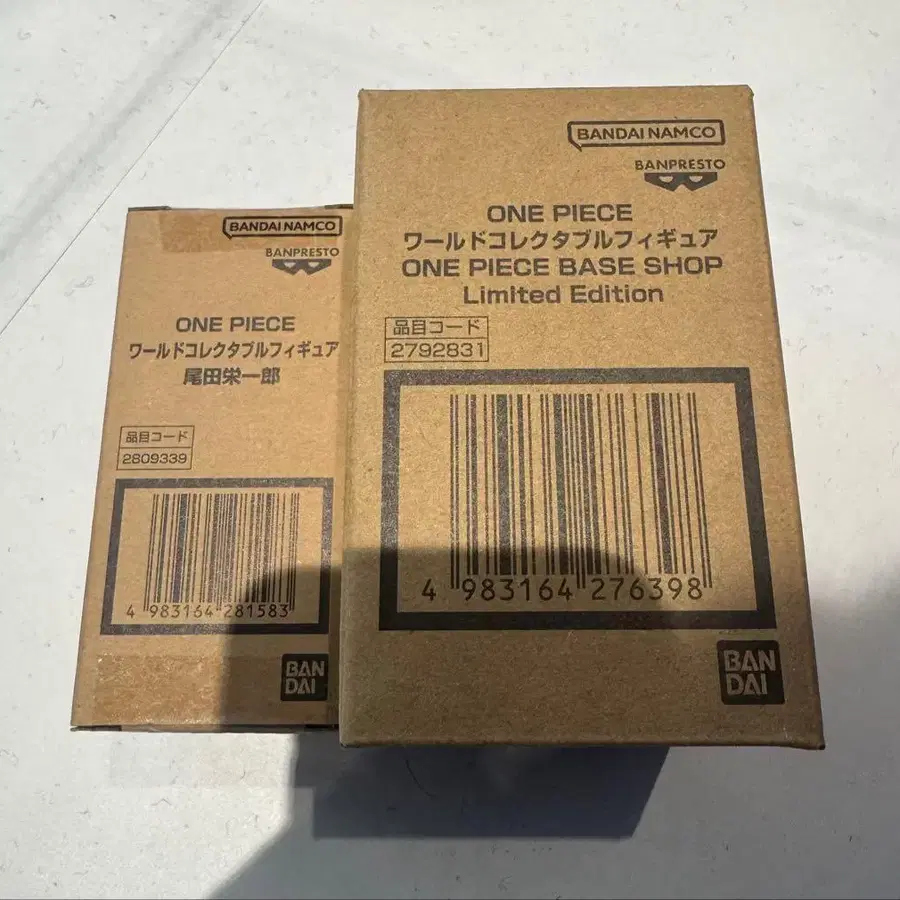 BANDAI NAMCO
BANPRESTO
ONE PIECE
ワールドコレクタブルフィギュア
尾田栄一郎
品目コード
2809339
4 983164 281583
BAN
DAI
BANDAI NAMCO
BANPRESTO
ONE PIECE
ワールドコレクタブルフィギュア
ONE PIECE BASE SHOP
Limited Edition
品目コード
2792831
4 983164 276398
BAN
DAI